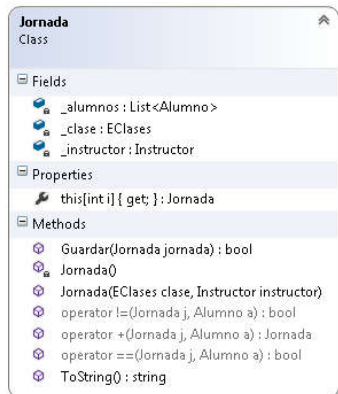 Jornada
Class
Fields
_alumnos : List<Alumno>
_clase : EClases
_instructor : Instructor
Properties
this[int i] { get; } : Jornada
Methods
Guardar(Jornada jornada) : bool
Jornada()
Jornada(EClases clase, Instructor instructor)
operator !=(Jornada j, Alumno a) : bool
operator +(Jornada j, Alumno a) : Jornada
operator ==(Jornada j, Alumno a) : bool
ToString() : string